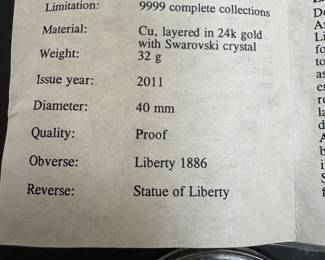 Limitation: 9999 complete collections
Material: Cu, layered in 24k gold
with Swarovski crystal
Weight: 32 g
Issue year: 2011
Diameter: 40 mm
Quality: Proof
Obverse: Liberty 1886
Reverse: Statue of Liberty